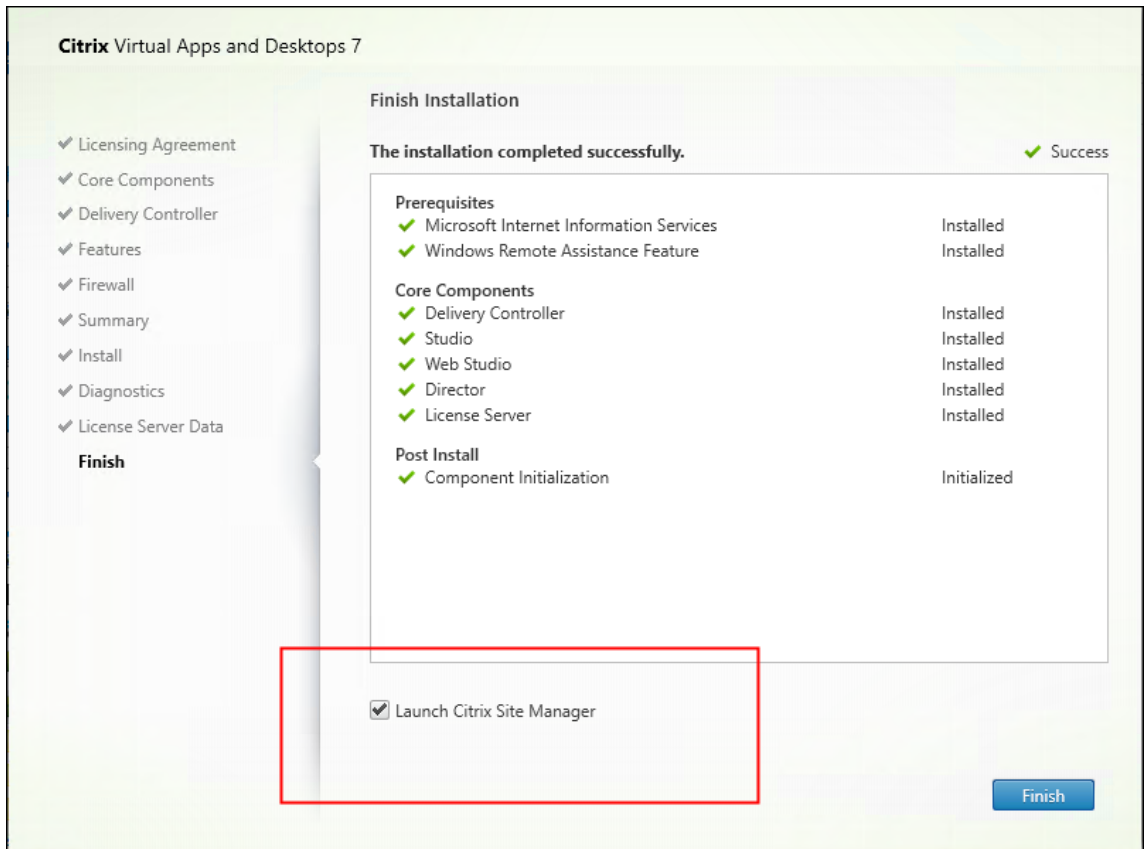 Citrix Virtual Apps and Desktops 7
Licensing Agreement
Core Components
Delivery Controller
Features
Firewall
Summary
Install
Diagnostics
License Server Data
Finish
Finish Installation
The installation completed successfully.
Success
Prerequisites
Microsoft Internet Information Services Installed
Windows Remote Assistance Feature Installed
Core Components
Delivery Controller Installed
Studio Installed
Web Studio Installed
Director Installed
License Server Installed
Post Install
Component Initialization Initialized
Launch Citrix Site Manager
Finish